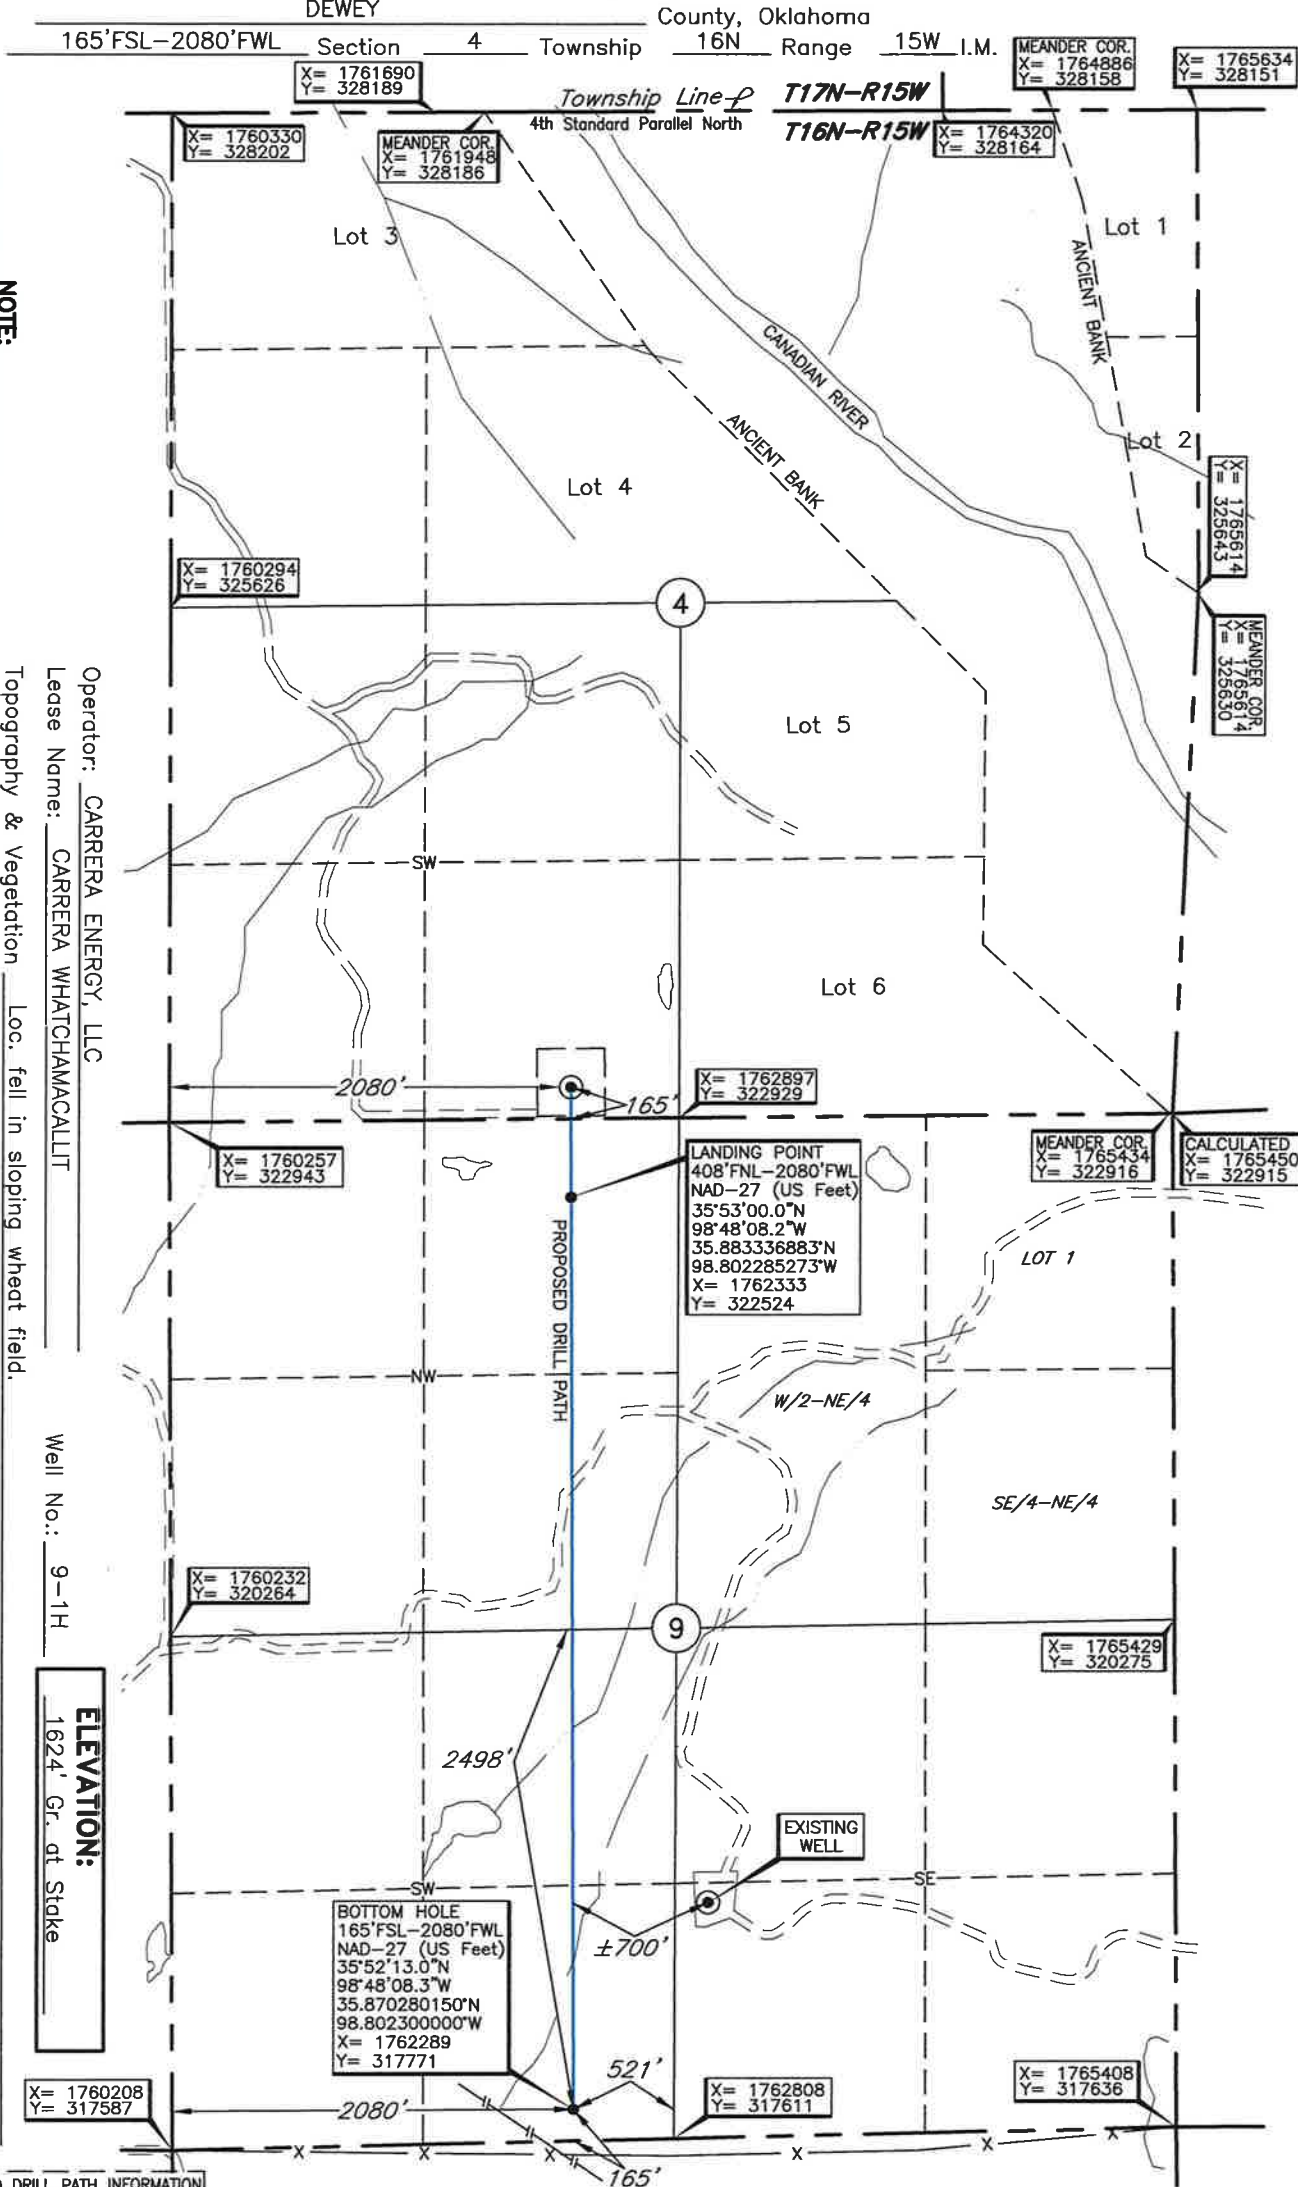 DEWEY County, Oklahoma
165'FSL-2080'FWL Section 4 Township 16N Range 15W I.M.
X= 1761690
Y= 328189
MEANDER COR.
X= 1764886
Y= 328158
X= 1765634
Y= 328151
Township Line
T17N-R15W
4th Standard Parallel North
T16N-R15W
X= 1760330
Y= 328202
MEANDER COR.
X= 1761948
Y= 328186
X= 1764320
Y= 328164
Lot 3
Lot 1
ANCIENT BANK
NOTE:
CANADIAN RIVER
ANCIENT BANK
Lot 2
Lot 4
X= 1765614
Y= 325643
X= 1760294
Y= 325626
4
MEANDER COR.
X= 1765614
Y= 325630
Lot 5
SW
Lot 6
2080'
165'
X= 1762897
Y= 322929
X= 1760257
Y= 322943
MEANDER COR.
X= 1765434
Y= 322916
CALCULATED
X= 1765450
Y= 322915
LANDING POINT
408'FNL-2080'FWL
NAD-27 (US Feet)
35°53'00.0"N
98°48'08.2"W
35.883336883°N
98.802285273°W
X= 1762333
Y= 322524
PROPOSED DRILL PATH
LOT 1
NW
W/2-NE/4
SE/4-NE/4
X= 1760232
Y= 320264
9
X= 1765429
Y= 320275
2498'
EXISTING
WELL
SW
SE
±700'
BOTTOM HOLE
165'FSL-2080'FWL
NAD-27 (US Feet)
35°52'13.0"N
98°48'08.3"W
35.870280150°N
98.802300000°W
X= 1762289
Y= 317771
521'
X= 1760208
Y= 317587
2080'
X= 1762808
Y= 317611
X= 1765408
Y= 317636
X X X X X X
165'
Operator: CARRERA ENERGY, LLC
Lease Name: CARRERA WHATCHAMACALLIT Well No.: 9-1H
Topography & Vegetation Loc. fell in sloping wheat field.
ELEVATION:
1624' Gr. at Stake
DRILL PATH INFORMATION